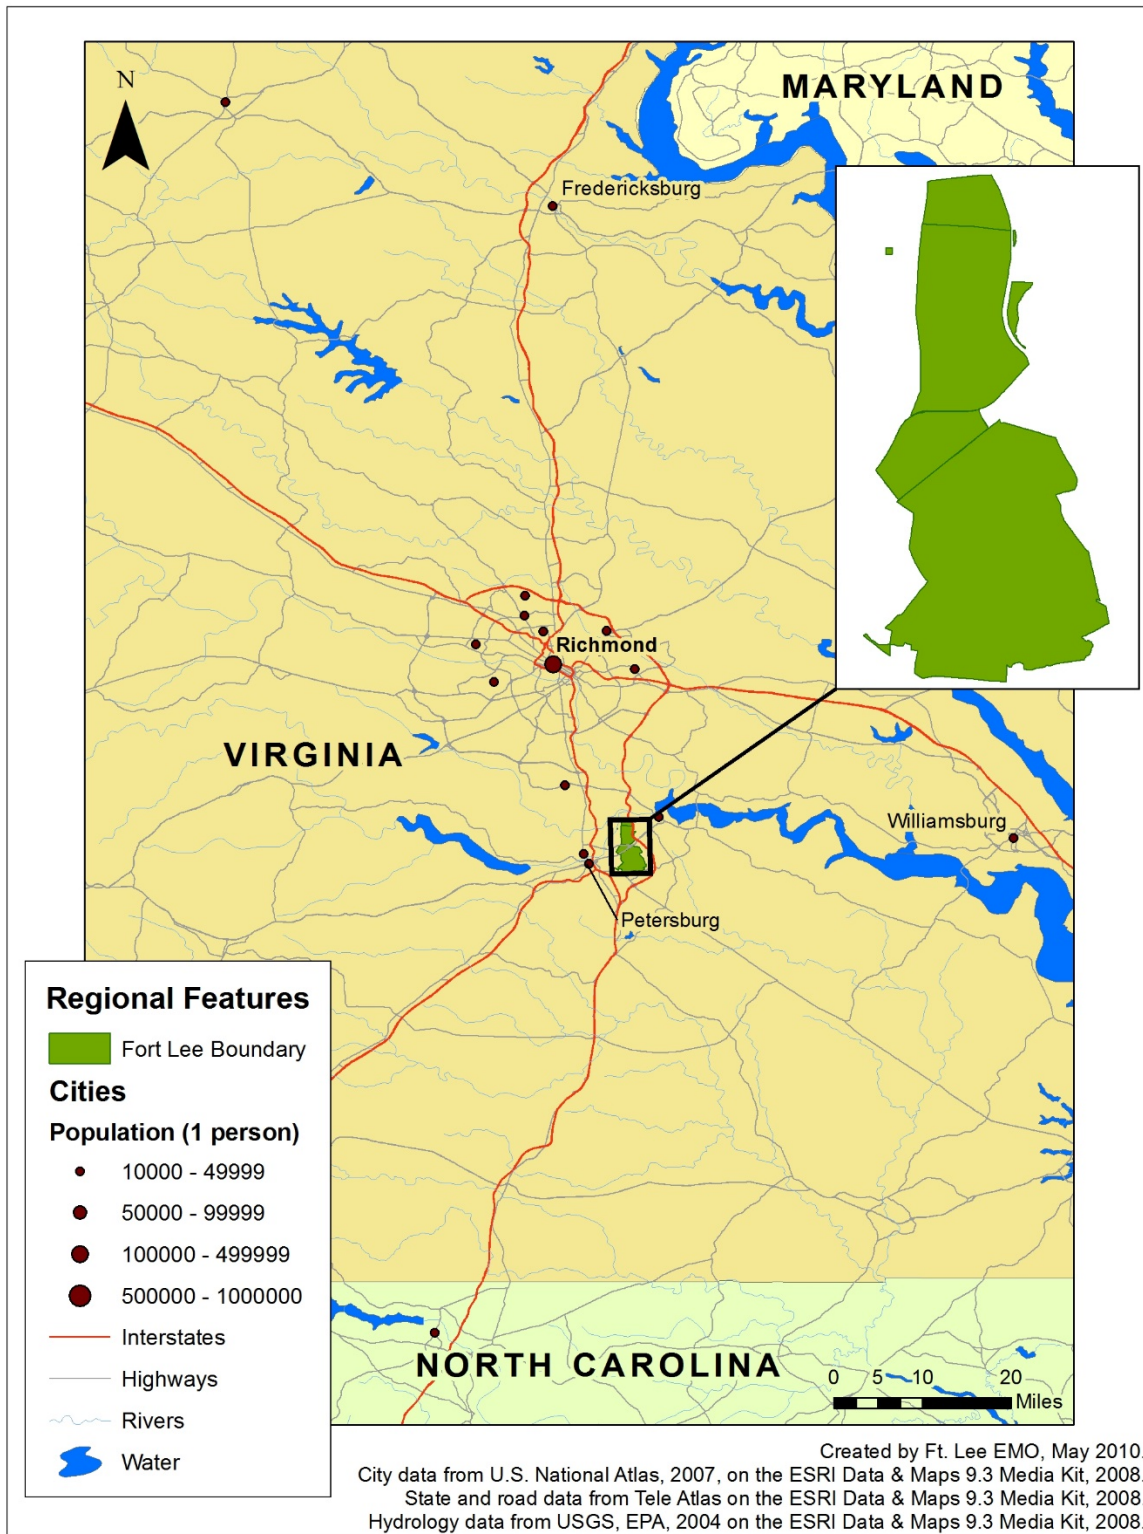 N
MARYLAND
Fredericksburg
Richmond
VIRGINIA
Williamsburg
Petersburg
Regional Features
Fort Lee Boundary
Cities
Population (1 person)
10000 - 49999
50000 - 99999
100000 - 499999
500000 - 1000000
Interstates
Highways
Rivers
Water
NORTH CAROLINA
0 5 10 20
Miles
Created by Ft. Lee EMO, May 2010.
City data from U.S. National Atlas, 2007, on the ESRI Data & Maps 9.3 Media Kit, 2008.
State and road data from Tele Atlas on the ESRI Data & Maps 9.3 Media Kit, 2008.
Hydrology data from USGS, EPA, 2004 on the ESRI Data & Maps 9.3 Media Kit, 2008.